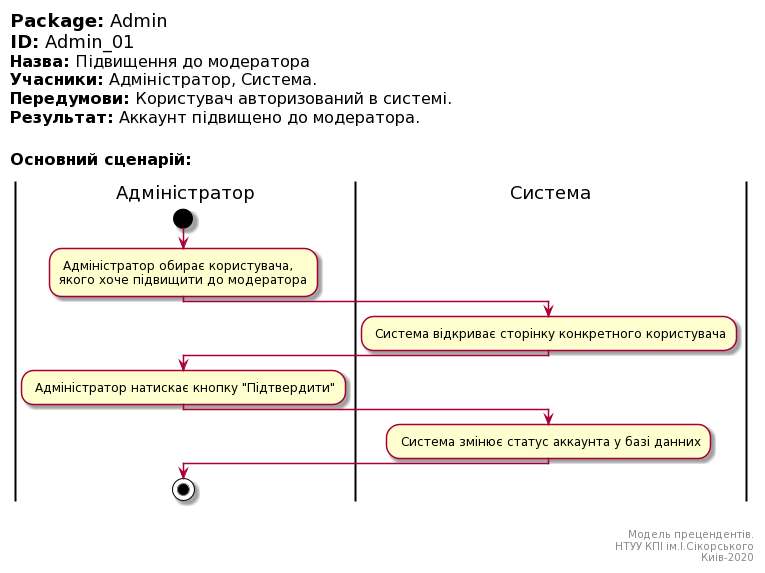 Package: Admin
ID: Admin_01
Назва: Підвищення до модератора
Учасники: Адміністратор, Система.
Передумови: Користувач авторизований в системі.
Результат: Аккаунт підвищено до модератора.
Основний сценарій:
Адміністратор
Система
Адміністратор обирає користувача,
якого хоче підвищити до модератора
Система відкриває сторінку конкретного користувача
Адміністратор натискає кнопку "Підтвердити"
Система змінює статус аккаунта у базі данних
Модель прецендентів.
НТУУ КПІ ім.І.Сікорського
Киів-2020